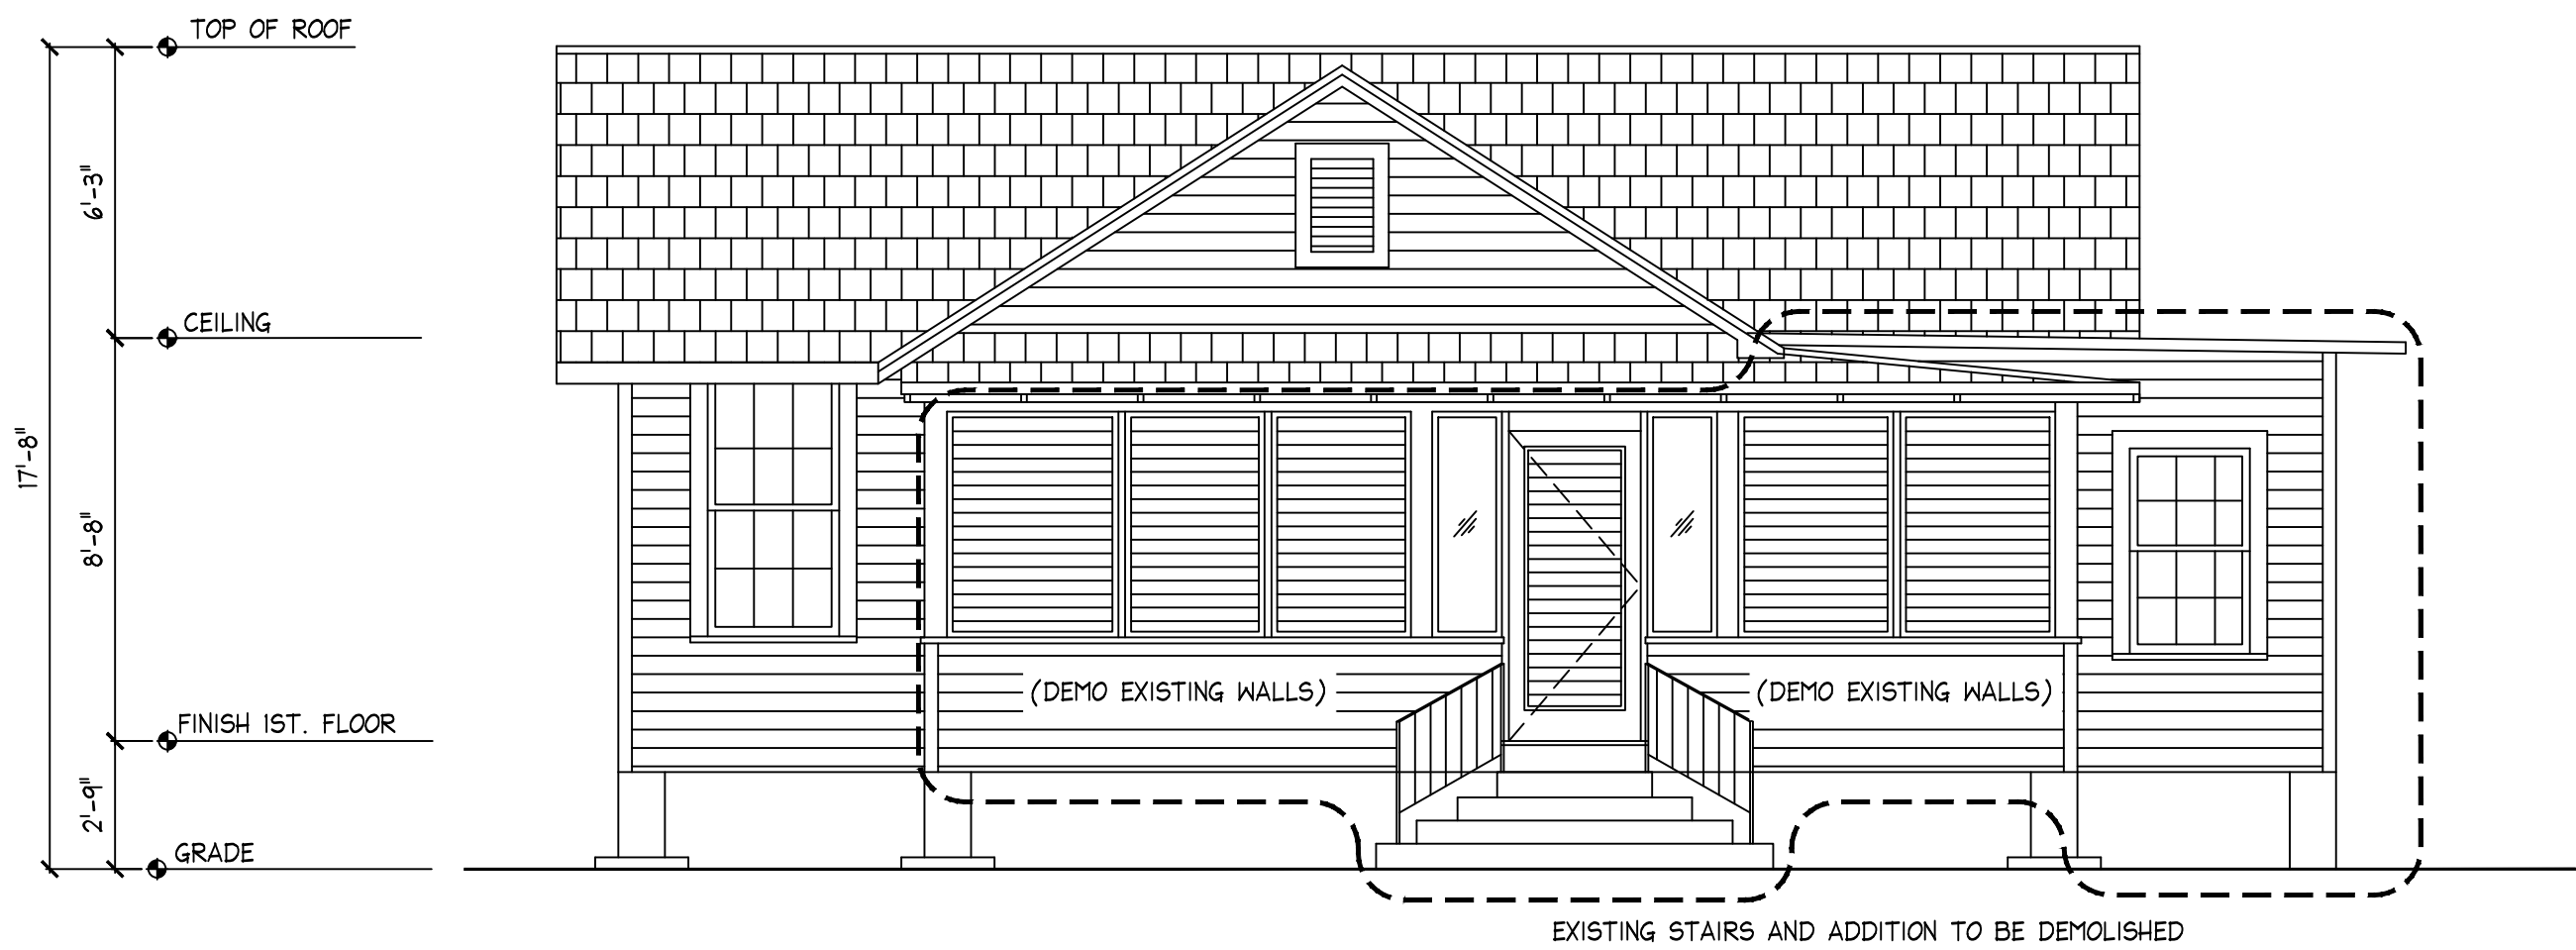 TOP OF ROOF
6'-3"
CEILING
17'-8"
8'-8"
(DEMO EXISTING WALLS)
(DEMO EXISTING WALLS)
FINISH 1ST. FLOOR
2'-9"
GRADE
EXISTING STAIRS AND ADDITION TO BE DEMOLISHED